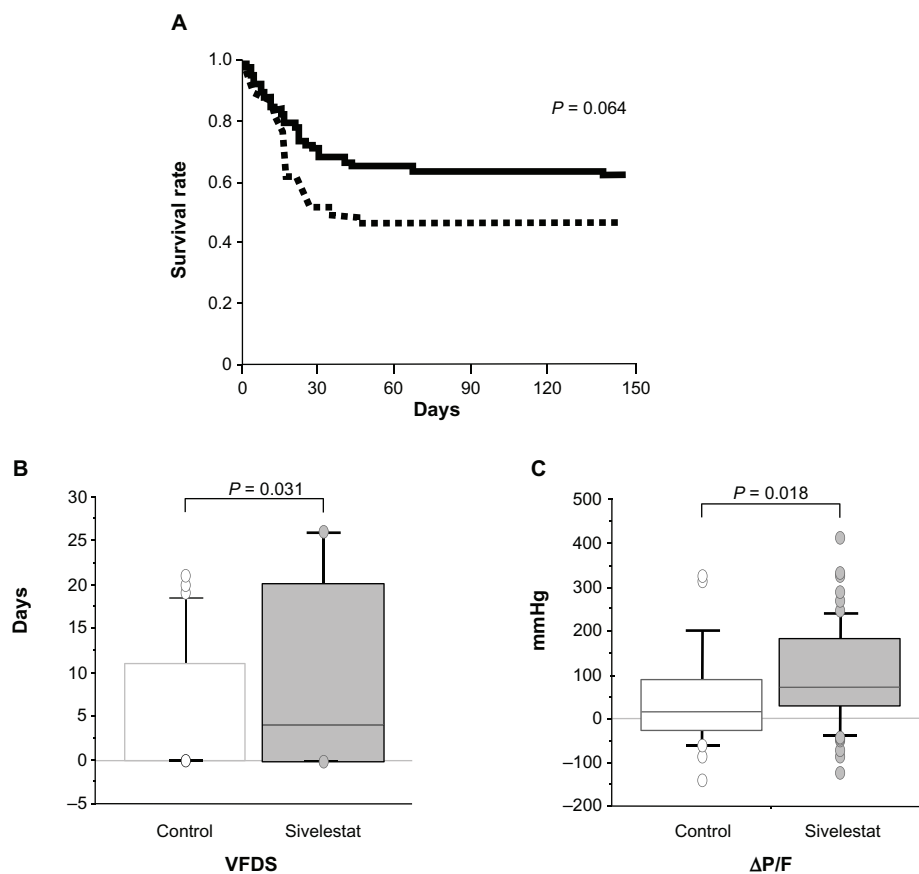 A
1.0
0.8
0.6
0.4
0.2
0
Survival rate
P = 0.064
0 30 60 90 120 150
Days
B
P = 0.031
30
25
20
15
10
5
0
–5
Days
Control Sivelestat
VFDS
C
P = 0.018
500
400
300
200
100
0
–100
–200
mmHg
Control Sivelestat
ΔP/F